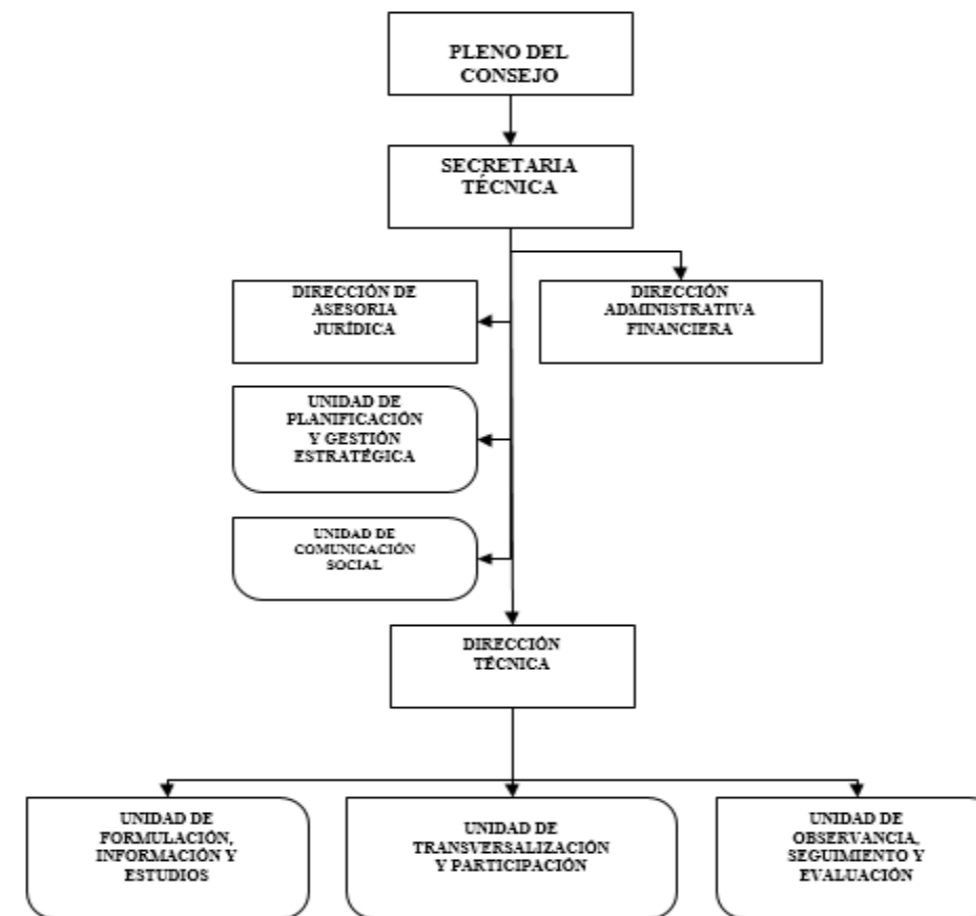 PLENO DEL
CONSEJO
SECRETARIA
TÉCNICA
DIRECCIÓN DE
ASESORIA
JURÍDICA
DIRECCIÓN
ADMINISTRATIVA
FINANCIERA
UNIDAD DE
PLANIFICACIÓN
Y GESTIÓN
ESTRATÉGICA
UNIDAD DE
COMUNICACIÓN
SOCIAL
DIRECCIÓN
TÉCNICA
UNIDAD DE
FORMULACIÓN,
INFORMACIÓN Y
ESTUDIOS
UNIDAD DE
TRANSVERSALIZACIÓN
Y PARTICIPACIÓN
UNIDAD DE
OBSERVANCIA,
SEGUIMIENTO Y
EVALUACIÓN